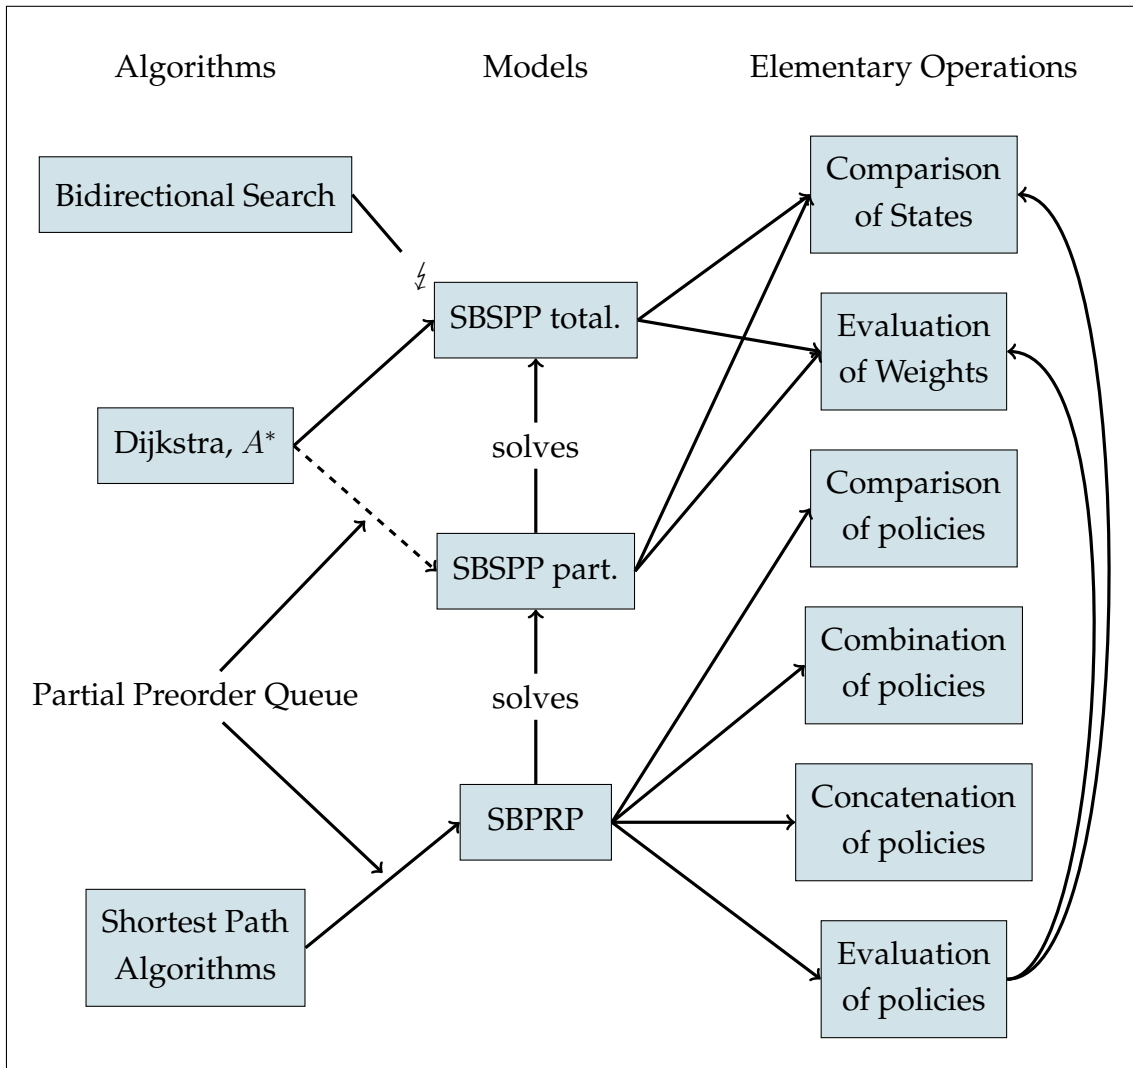 Algorithms
Models
Elementary Operations
Bidirectional Search
Comparison
of States
SBSPP total.
Evaluation
of Weights
Dijkstra, A*
solves
Comparison
of policies
SBSPP part.
Combination
of policies
Partial Preorder Queue
solves
SBPRP
Concatenation
of policies
Shortest Path
Algorithms
Evaluation
of policies